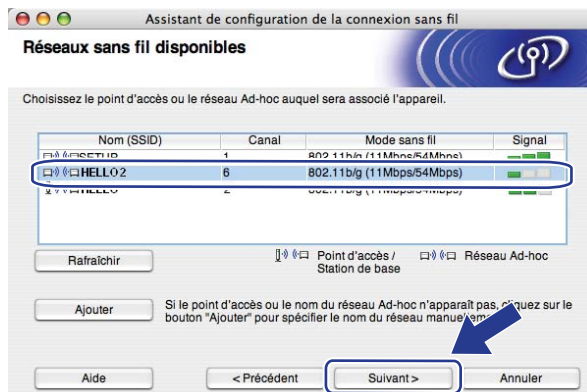 Assistant de configuration de la connexion sans fil
Réseaux sans fil disponibles
Choisissez le point d'accès ou le réseau Ad-hoc auquel sera associé l'appareil.
Nom (SSID) Canal Mode sans fil Signal
SETUP 1 802.11b/g (11Mbps/54Mbps)
HELLO2 6 802.11b/g (11Mbps/54Mbps)
HELLO 2 802.11b/g (11Mbps/54Mbps)
Rafraîchir
Point d'accès / Station de base
Réseau Ad-hoc
Ajouter
Si le point d'accès ou le nom du réseau Ad-hoc n'apparaît pas, cliquez sur le
bouton "Ajouter" pour spécifier le nom du réseau manuellement.
Aide < Précédent Suivant > Annuler